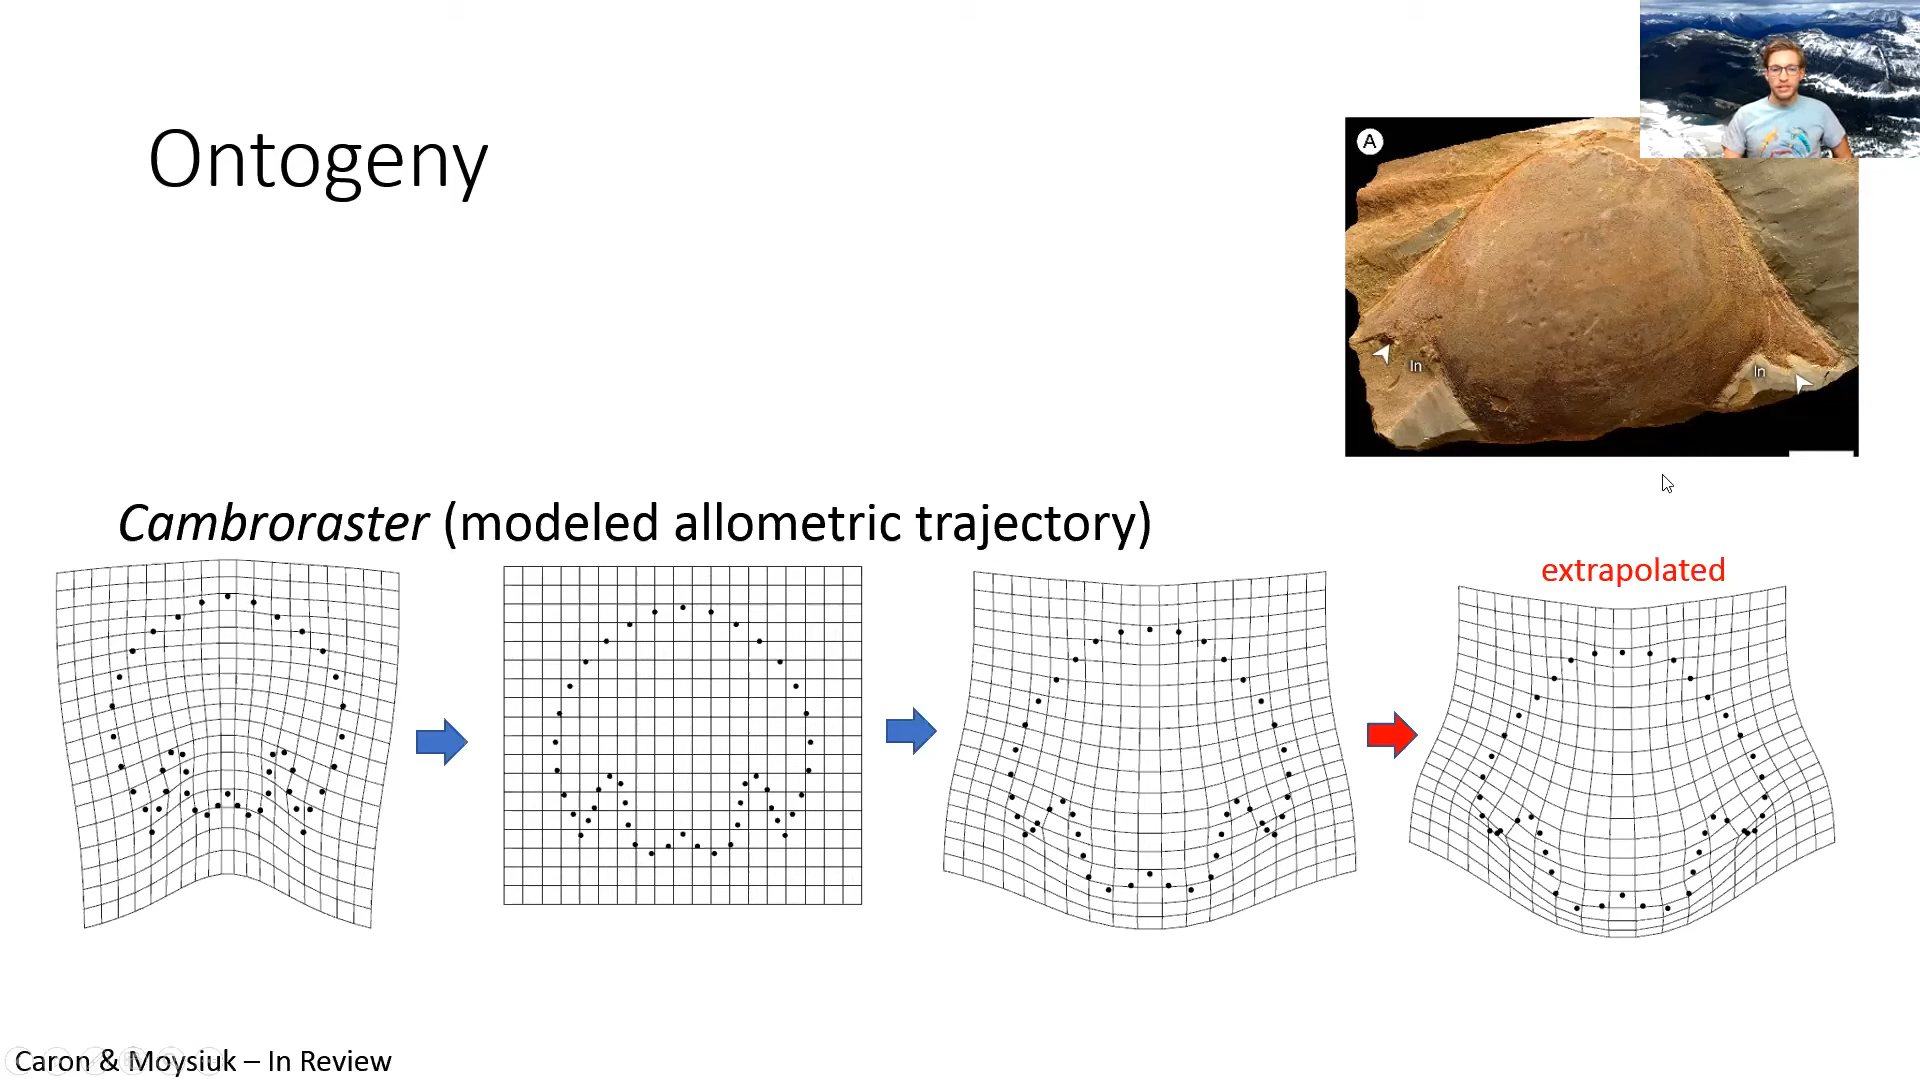 Ontogeny
A
In
In
Cambroraster (modeled allometric trajectory)
extrapolated
Caron & Moysiuk – In Review